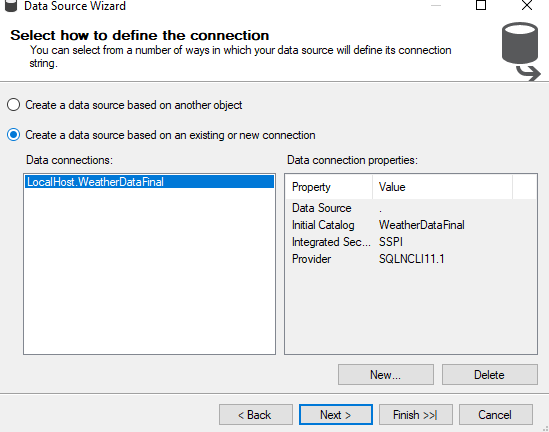 Data Source Wizard
Select how to define the connection
You can select from a number of ways in which your data source will define its connection
string.
Create a data source based on another object
Create a data source based on an existing or new connection
Data connections:
Data connection properties:
LocalHost.WeatherDataFinal
Property Value
Data Source .
Initial Catalog WeatherDataFinal
Integrated Sec... SSPI
Provider SQLNCLI11.1
New... Delete
< Back Next > Finish >>| Cancel